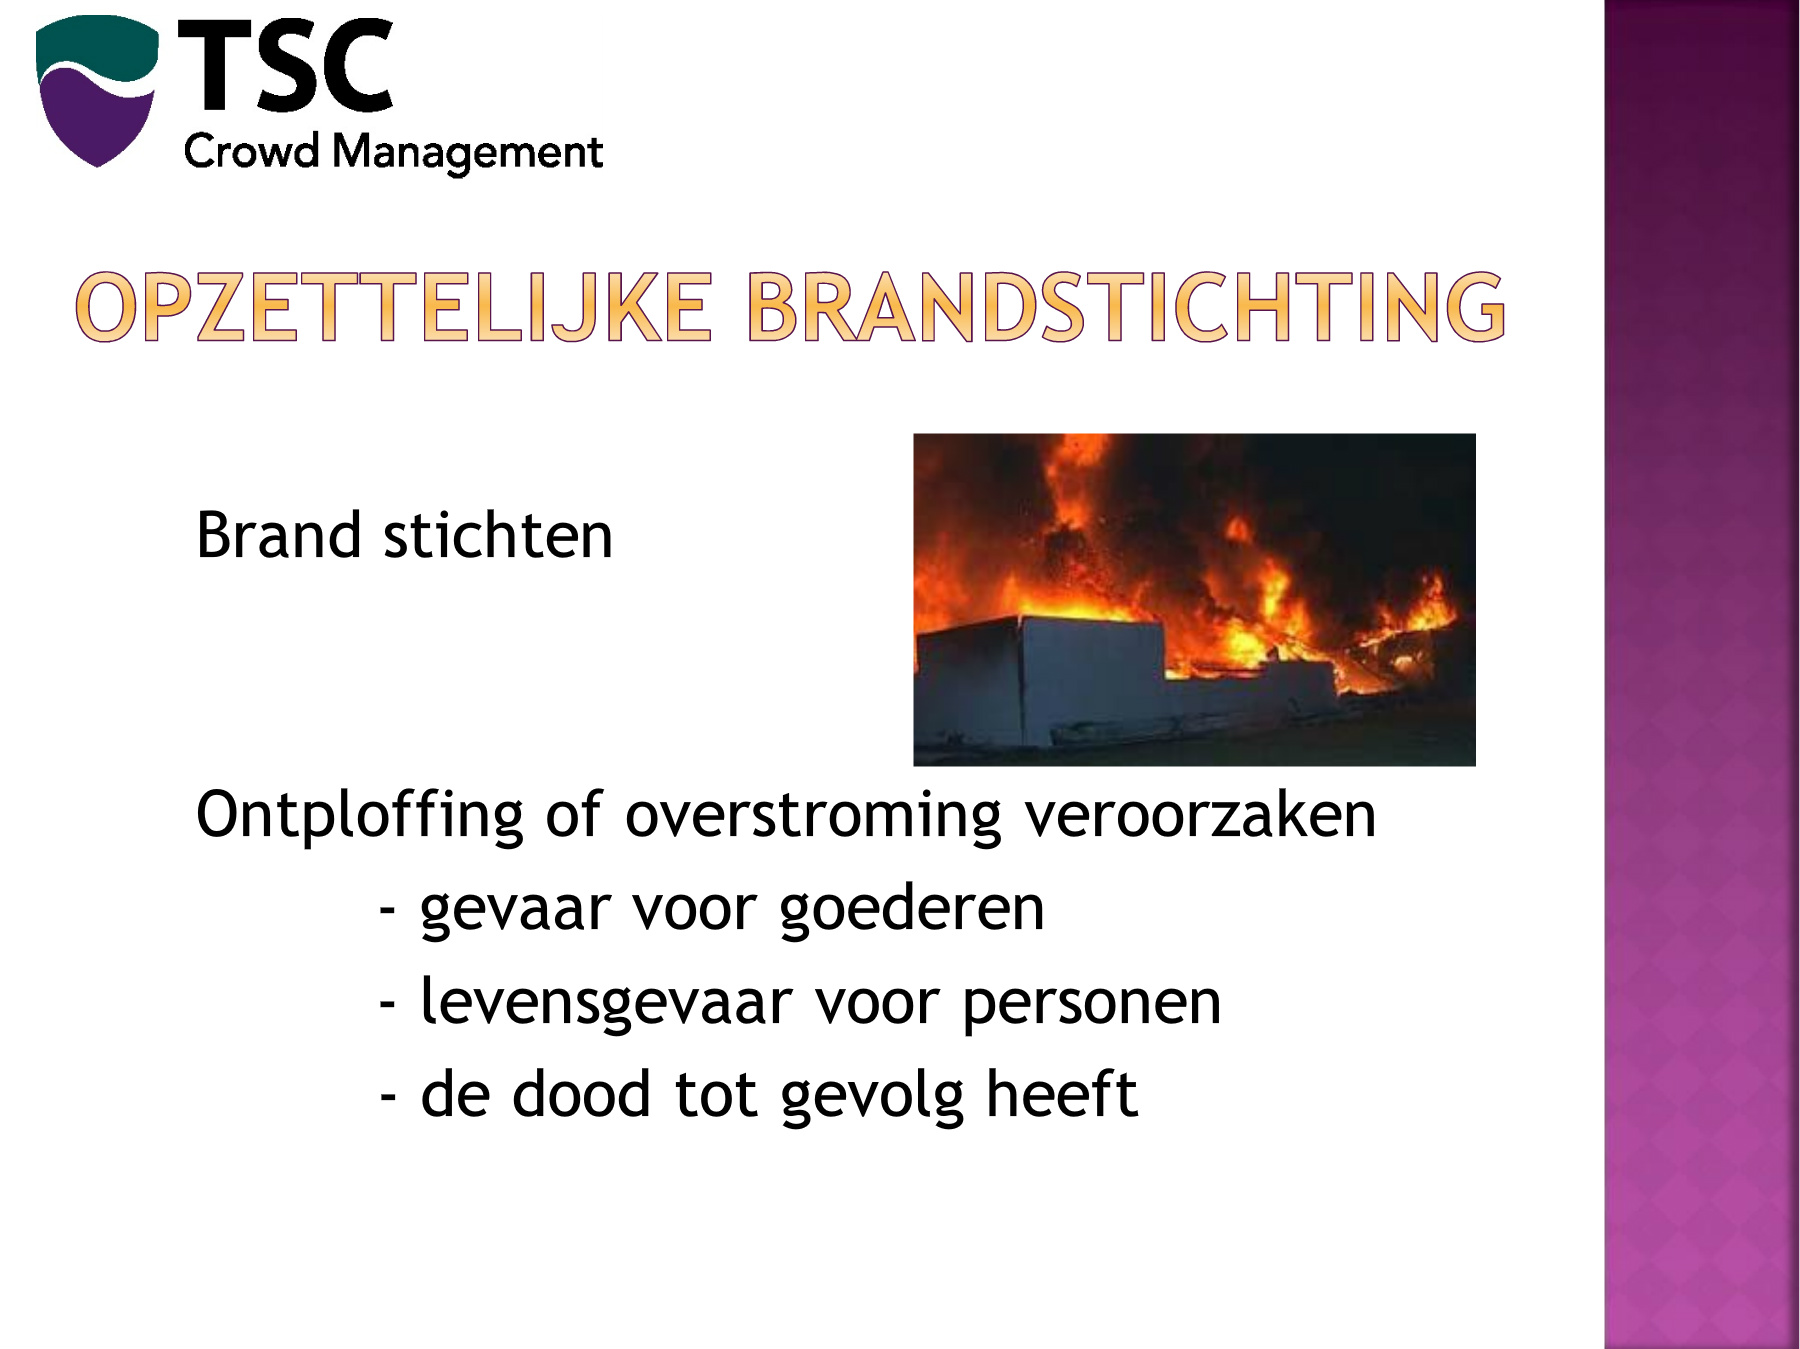 TSC
Crowd Management
OPZETTELIJKE BRANDSTICHTING
Brand stichten
Ontploffing of overstroming veroorzaken
- gevaar voor goederen
- levensgevaar voor personen
- de dood tot gevolg heeft